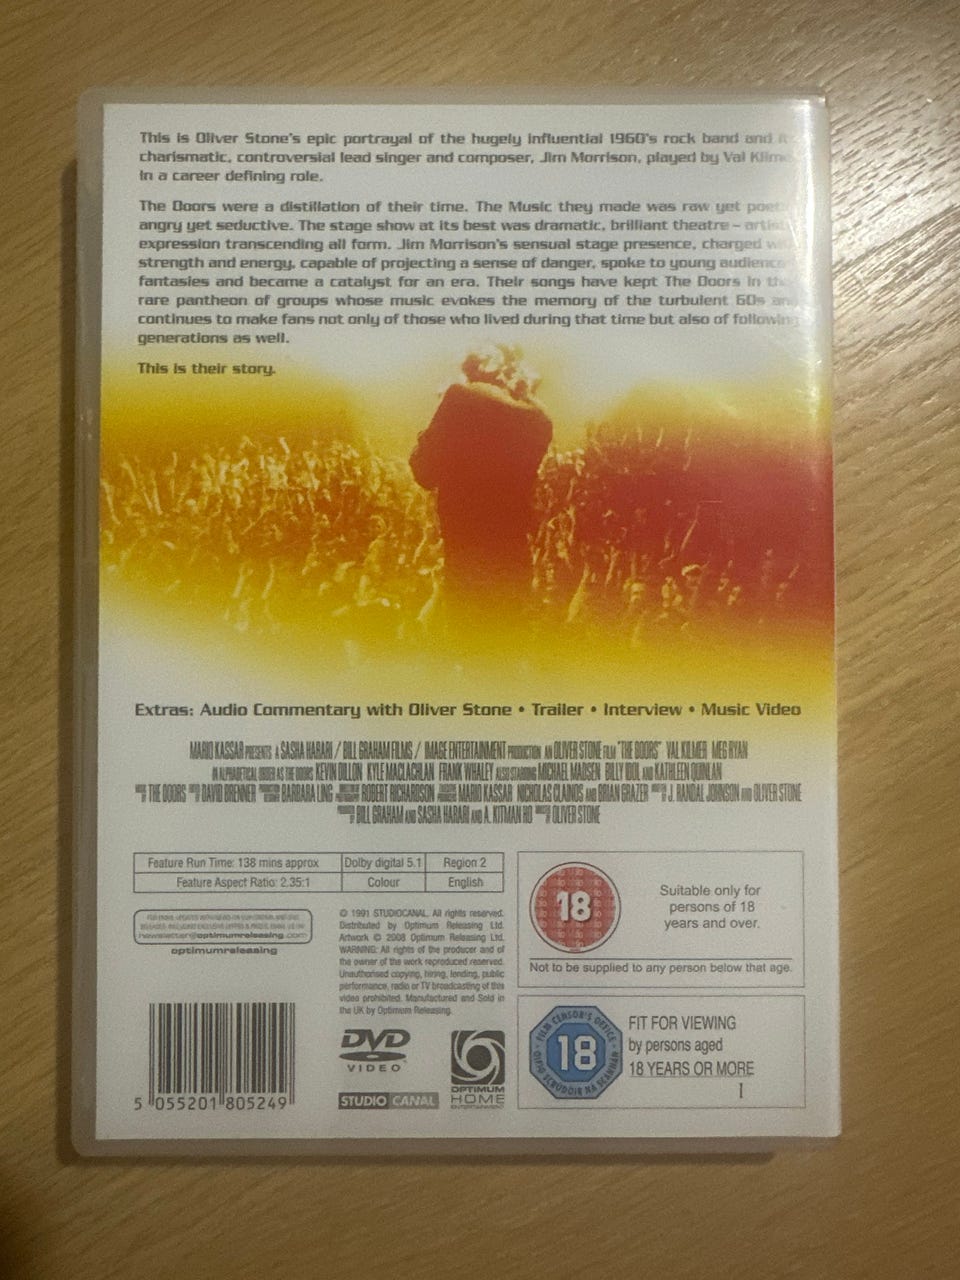 This is Oliver Stone's epic portrayal of the hugely influential 1960's rock band and
charismatic, controversial lead singer and composer, Jim Morrison, played by Val
in a career defining role.
The Doors were a distillation of their time. The Music they made was raw yet
angry yet seductive. The stage show at its best was dramatic, brilliant theatre –
expression transcending all form. Jim Morrison's sensual stage presence, charged
strength and energy, capable of projecting a sense of danger, spoke to young
fantasies and became a catalyst for an era. Their songs have kept The Doors in
rare pantheon of groups whose music evokes the memory of the turbulent 60s
continues to make fans not only of those who lived during that time but also of following
generations as well.
This is their story.
Extras: Audio Commentary with Oliver Stone • Trailer • Interview • Music Video
MARIO KASSAR PRESENTS A SASHA HARARI / BILL GRAHAM FILMS / IMAGE ENTERTAINMENT PRODUCTION AN OLIVER STONE FILM "THE DOORS" VAL KILMER MEG RYAN
IN ALPHABETICAL ORDER AS THE DOORS KEVIN DILLON KYLE MACLACHLAN FRANK WHALEY ALSO STARRING MICHAEL MADSEN BILLY IDOL AND KATHLEEN QUINLAN
THE DOORS DAVID BRENNER BARBARA LING ROBERT RICHARDSON MARIO KASSAR NICHOLAS CLAINOS AND BRIAN GRAZER J. RANDAL JOHNSON AND OLIVER STONE
BILL GRAHAM AND SASHA HARARI AND A. KITMAN HO OLIVER STONE
Feature Run Time: 138 mins approx Dolby digital 5.1 Region 2
Feature Aspect Ratio: 2.35:1 Colour English
newsletter@optimumreleasing.com
optimumreleasing
© 1991 STUDIOCANAL. All rights reserved.
Distributed by Optimum Releasing Ltd.
Artwork © 2008 Optimum Releasing Ltd.
WARNING: All rights of the producer and of
the owner of the work reproduced reserved.
Unauthorised copying, hiring, lending, public
performance, radio or TV broadcasting of this
video prohibited. Manufactured and Sold in
the UK by Optimum Releasing.
18
Suitable only for
persons of 18
years and over.
Not to be supplied to any person below that age.
FILM CENSOR'S OFFICE
18
OIFIG SCRÚDÓIR NA SCANNÁN
FIT FOR VIEWING
by persons aged
18 YEARS OR MORE
1
DVD
VIDEO
STUDIO CANAL
OPTIMUM
HOME
ENTERTAINMENT
5 055201 805249